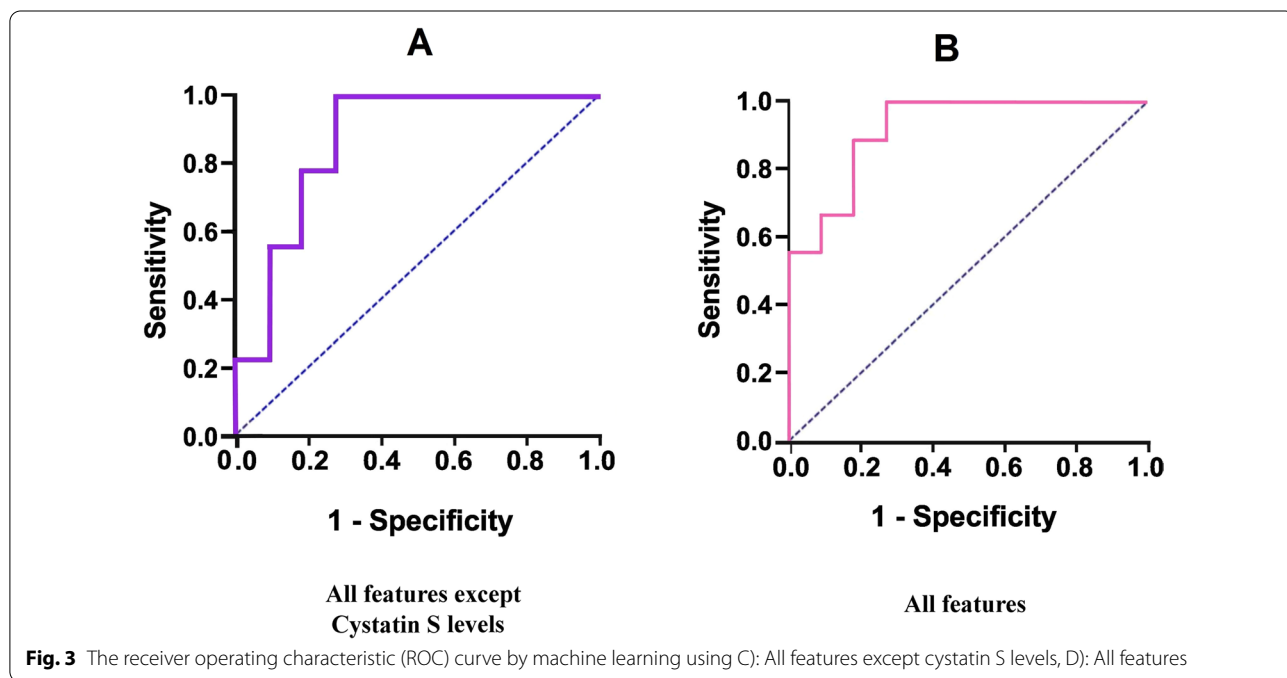 A
1.0
0.8
0.6
0.4
0.2
0.0
Sensitivity
0.0 0.2 0.4 0.6 0.8 1.0
1 - Specificity
All features except
Cystatin S levels
B
1.0
0.8
0.6
0.4
0.2
0.0
Sensitivity
0.0 0.2 0.4 0.6 0.8 1.0
1 - Specificity
All features
Fig. 3 The receiver operating characteristic (ROC) curve by machine learning using C): All features except cystatin S levels, D): All features